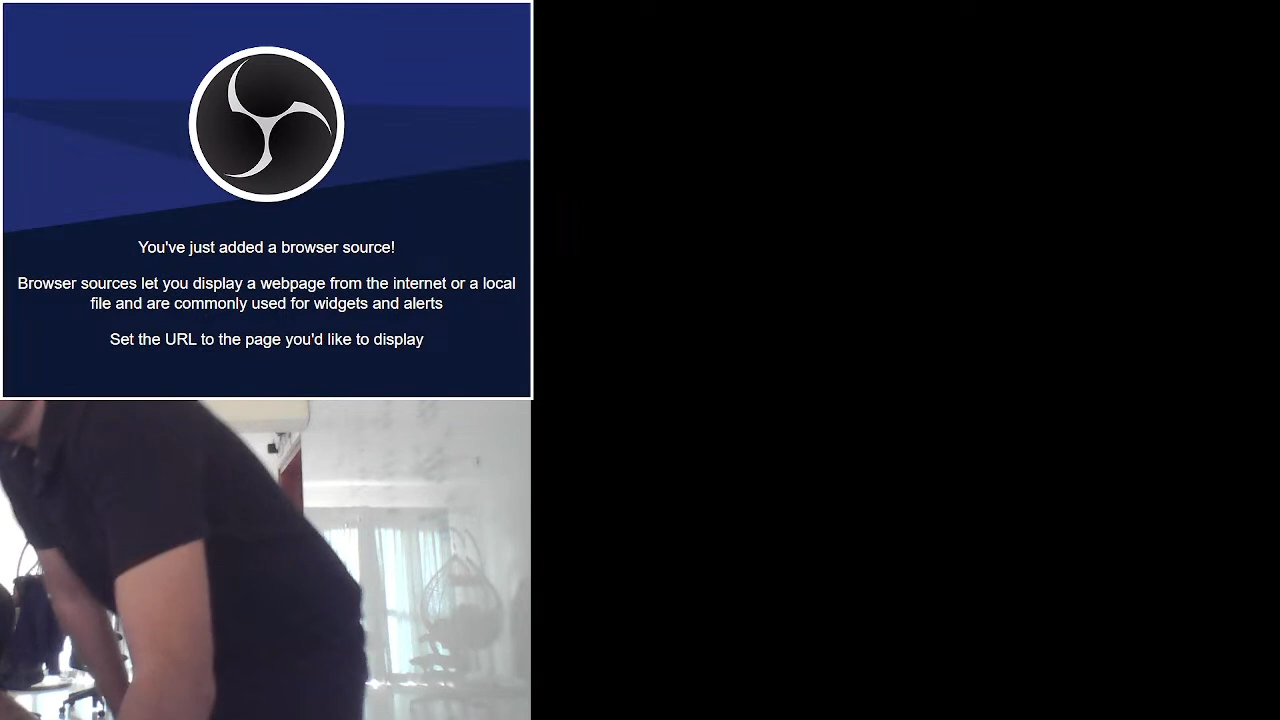 You've just added a browser source!
Browser sources let you display a webpage from the internet or a local
file and are commonly used for widgets and alerts
Set the URL to the page you'd like to display